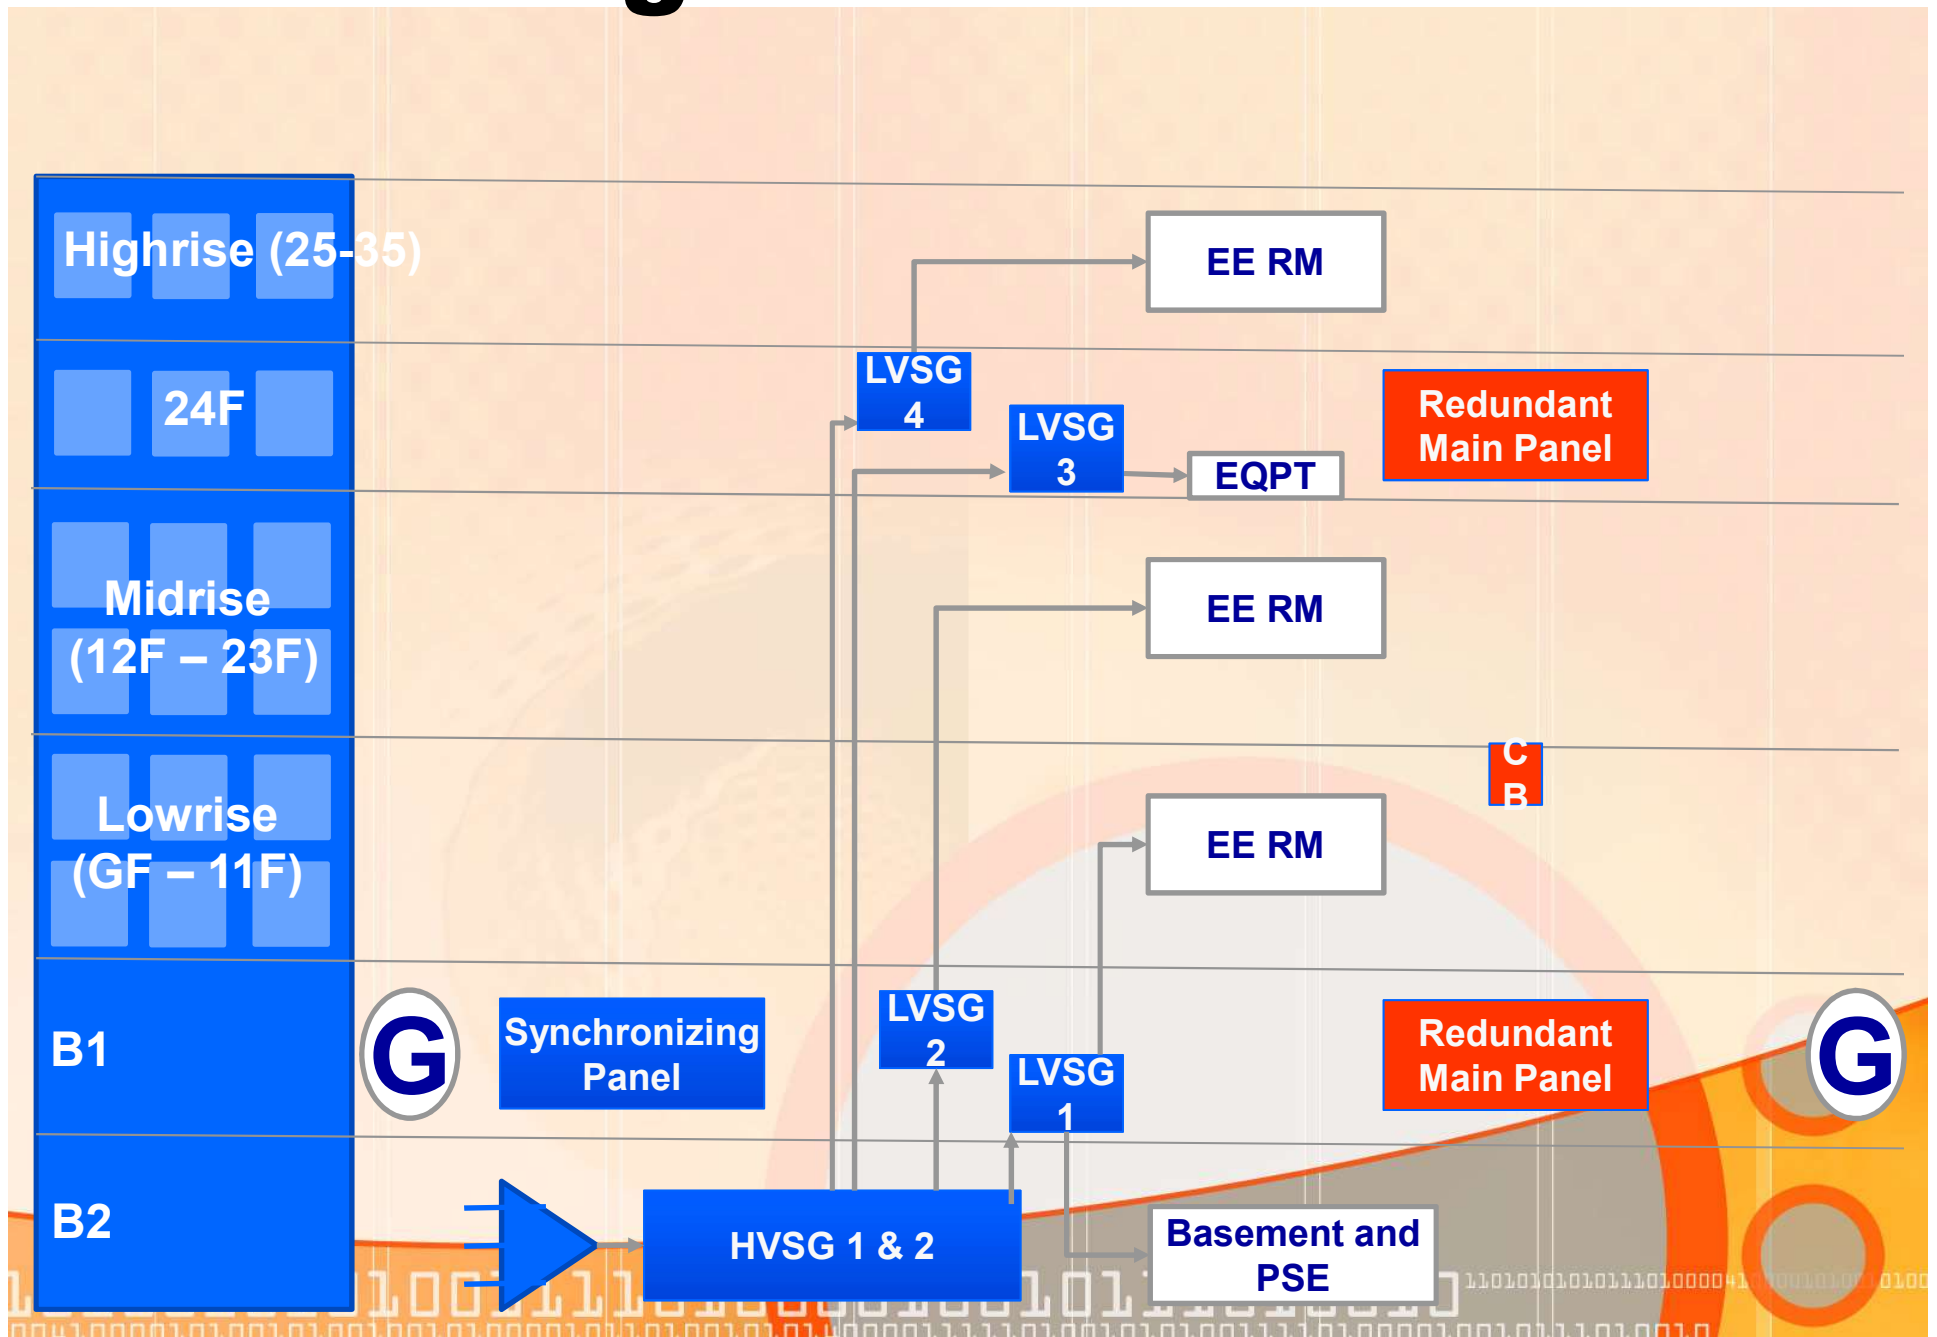 g
Highrise (25-35)
EE RM
24F
LVSG
4
LVSG
3
EQPT
Redundant
Main Panel
Midrise
(12F – 23F)
EE RM
C
B
Lowrise
(GF – 11F)
EE RM
B1
G
Synchronizing
Panel
LVSG
2
LVSG
1
Redundant
Main Panel
G
B2
HVSG 1 & 2
Basement and
PSE